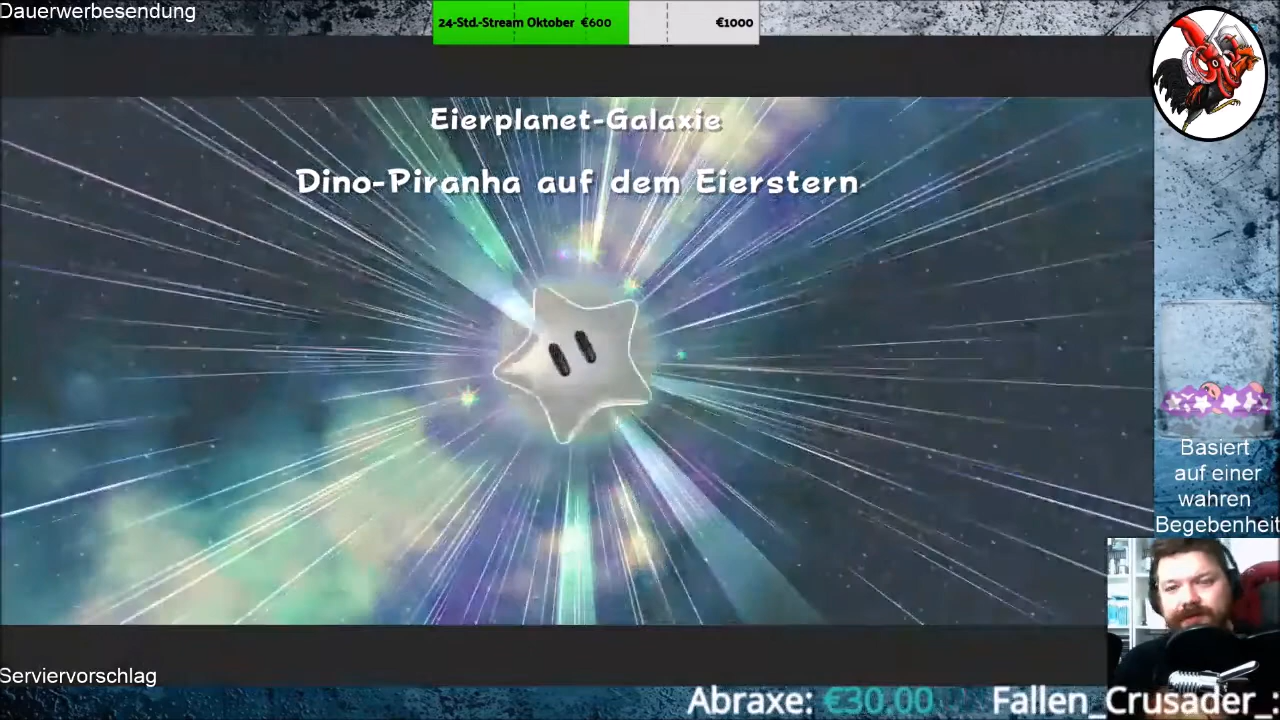 Dauerwerbesendung
24-Std.-Stream Oktober €600 €1000
Eierplanet-Galaxie
Dino-Piranha auf dem Eierstern
Basiert
auf einer
wahren
Begebenheit
Serviervorschlag
Abraxe: €30.00 Fallen_Crusader_: